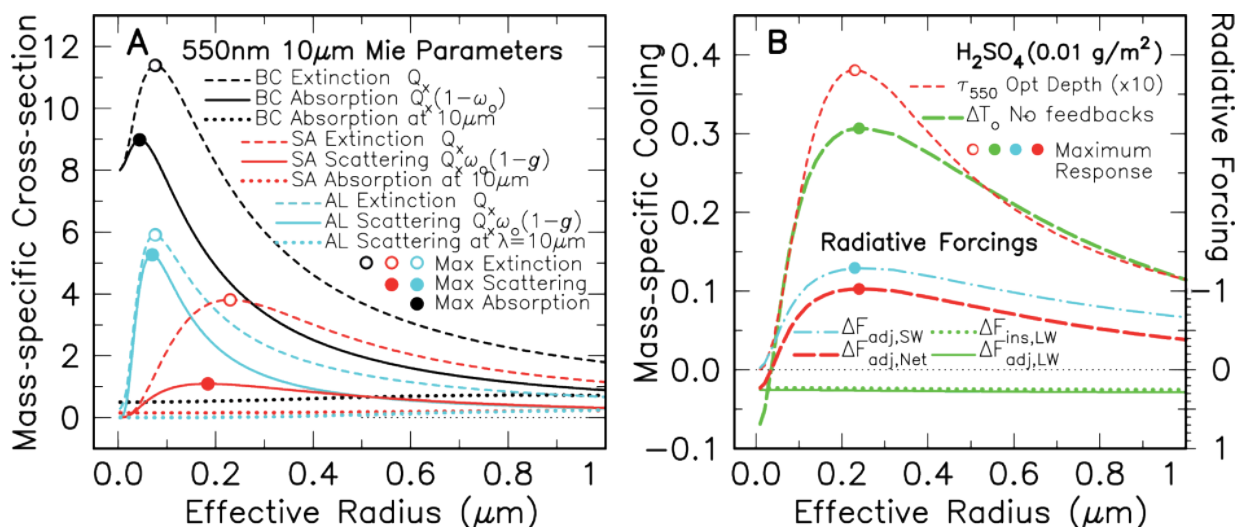 A
550nm 10μm Mie Parameters
BC Extinction Qx
BC Absorption Qx(1-ωo)
BC Absorption at 10μm
SA Extinction Qx
SA Scattering Qxωo(1-g)
SA Absorption at 10μm
AL Extinction Qx
AL Scattering Qxωo(1-g)
AL Scattering at λ=10μm
Max Extinction
Max Scattering
Max Absorption
Mass-specific Cross-section
12
10
8
6
4
2
0
0.0 0.2 0.4 0.6 0.8 1
Effective Radius (μm)
B
H2SO4(0.01 g/m2)
τ550 Opt Depth (x10)
ΔTo No feedbacks
Maximum
Response
Radiative Forcings
ΔFadj,SW ΔFins,LW
ΔFadj,Net ΔFadj,LW
Mass-specific Cooling
0.4
0.3
0.2
0.1
0.0
-0.1
0.0 0.2 0.4 0.6 0.8 1
Effective Radius (μm)
Radiative Forcing
-1
0
1